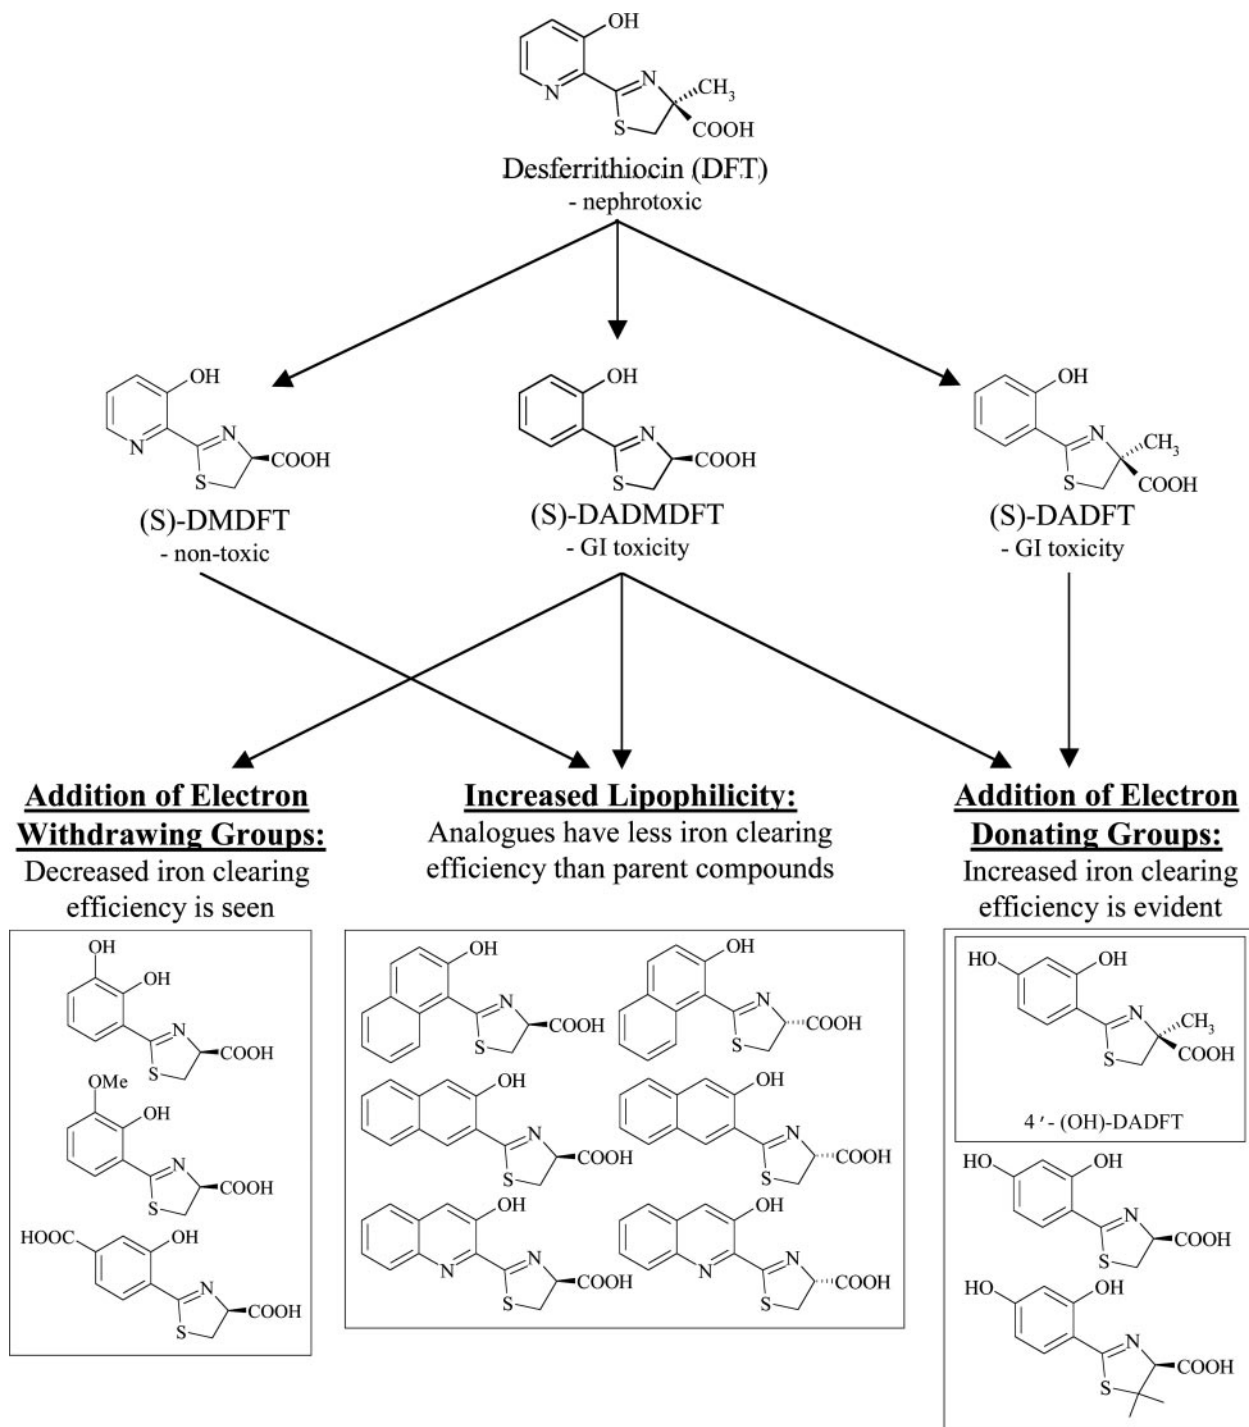 OH
N
N
CH3
S
COOH
Desferrithiocin (DFT)
- nephrotoxic
OH
N
N
COOH
S
(S)-DMDFT
- non-toxic
OH
N
COOH
S
(S)-DADMDFT
- GI toxicity
OH
N
CH3
S
COOH
(S)-DADFT
- GI toxicity
Addition of Electron
Withdrawing Groups:
Decreased iron clearing
efficiency is seen
OH
OH
N
COOH
S
OMe
OH
N
COOH
S
HOOC
OH
N
COOH
S
Increased Lipophilicity:
Analogues have less iron clearing
efficiency than parent compounds
OH
N
COOH
S
OH
N
COOH
S
OH
N
COOH
S
OH
N
COOH
S
OH
N
N
COOH
S
OH
N
N
COOH
S
Addition of Electron
Donating Groups:
Increased iron clearing
efficiency is evident
HO
OH
N
CH3
S
COOH
4'-(OH)-DADFT
HO
OH
N
COOH
S
HO
OH
N
COOH
S